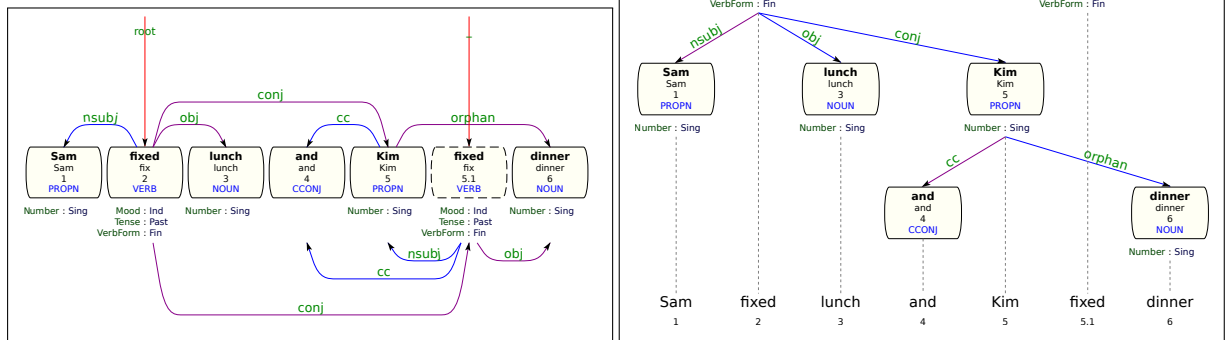 root
_
conj
nsubj obj cc orphan
Sam fixed lunch and Kim fixed dinner
Sam fix lunch and Kim fix dinner
1 2 3 4 5 5.1 6
PROPN VERB NOUN CCONJ PROPN VERB NOUN
Number : Sing Mood : Ind Number : Sing Number : Sing Mood : Ind Number : Sing
Tense : Past Tense : Past
VerbForm : Fin VerbForm : Fin
nsubj obj
cc
conj
VerbForm : Fin VerbForm : Fin
nsubj obj conj
Sam lunch Kim
Sam lunch Kim
1 3 5
PROPN NOUN PROPN
Number : Sing Number : Sing Number : Sing
cc orphan
and dinner
and dinner
4 6
CCONJ NOUN
Number : Sing
Sam fixed lunch and Kim fixed dinner
1 2 3 4 5 5.1 6